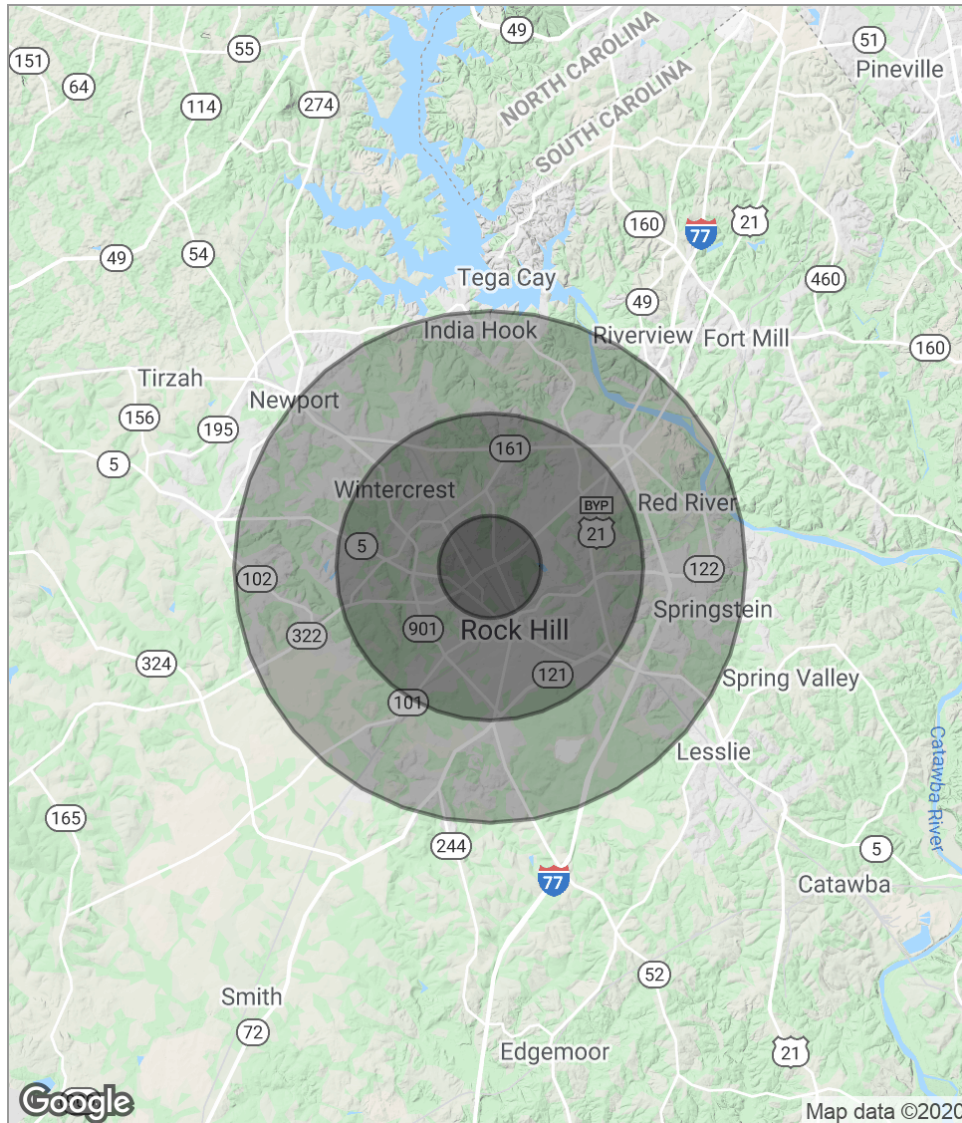 49
151
55
51
NORTH CAROLINA
Pineville
64
114
274
SOUTH CAROLINA
160
21
77
49
54
Tega Cay
460
49
India Hook
Riverview
Fort Mill
160
Tirzah
Newport
156
195
161
5
Wintercrest
Red River
BYP
21
5
102
122
Springstein
322
901
Rock Hill
324
121
Spring Valley
101
Lesslie
Catawba River
165
244
5
77
Catawba
52
Smith
72
Edgemoor
21
Google
Map data ©2020